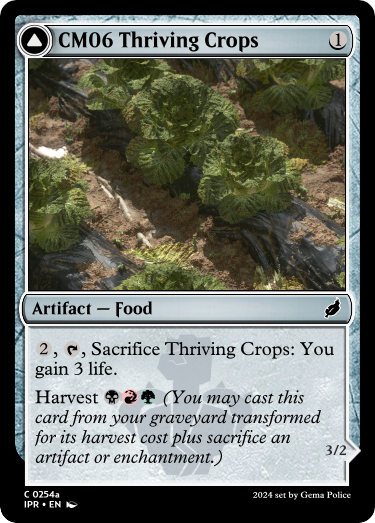 CM06 Thriving Crops 1
Artifact — Food
2, T, Sacrifice Thriving Crops: You
gain 3 life.
Harvest (You may cast this
card from your graveyard transformed
for its harvest cost plus sacrifice an
artifact or enchantment.)
3/2
C 0254a
IPR • EN
2024 set by Gema Police